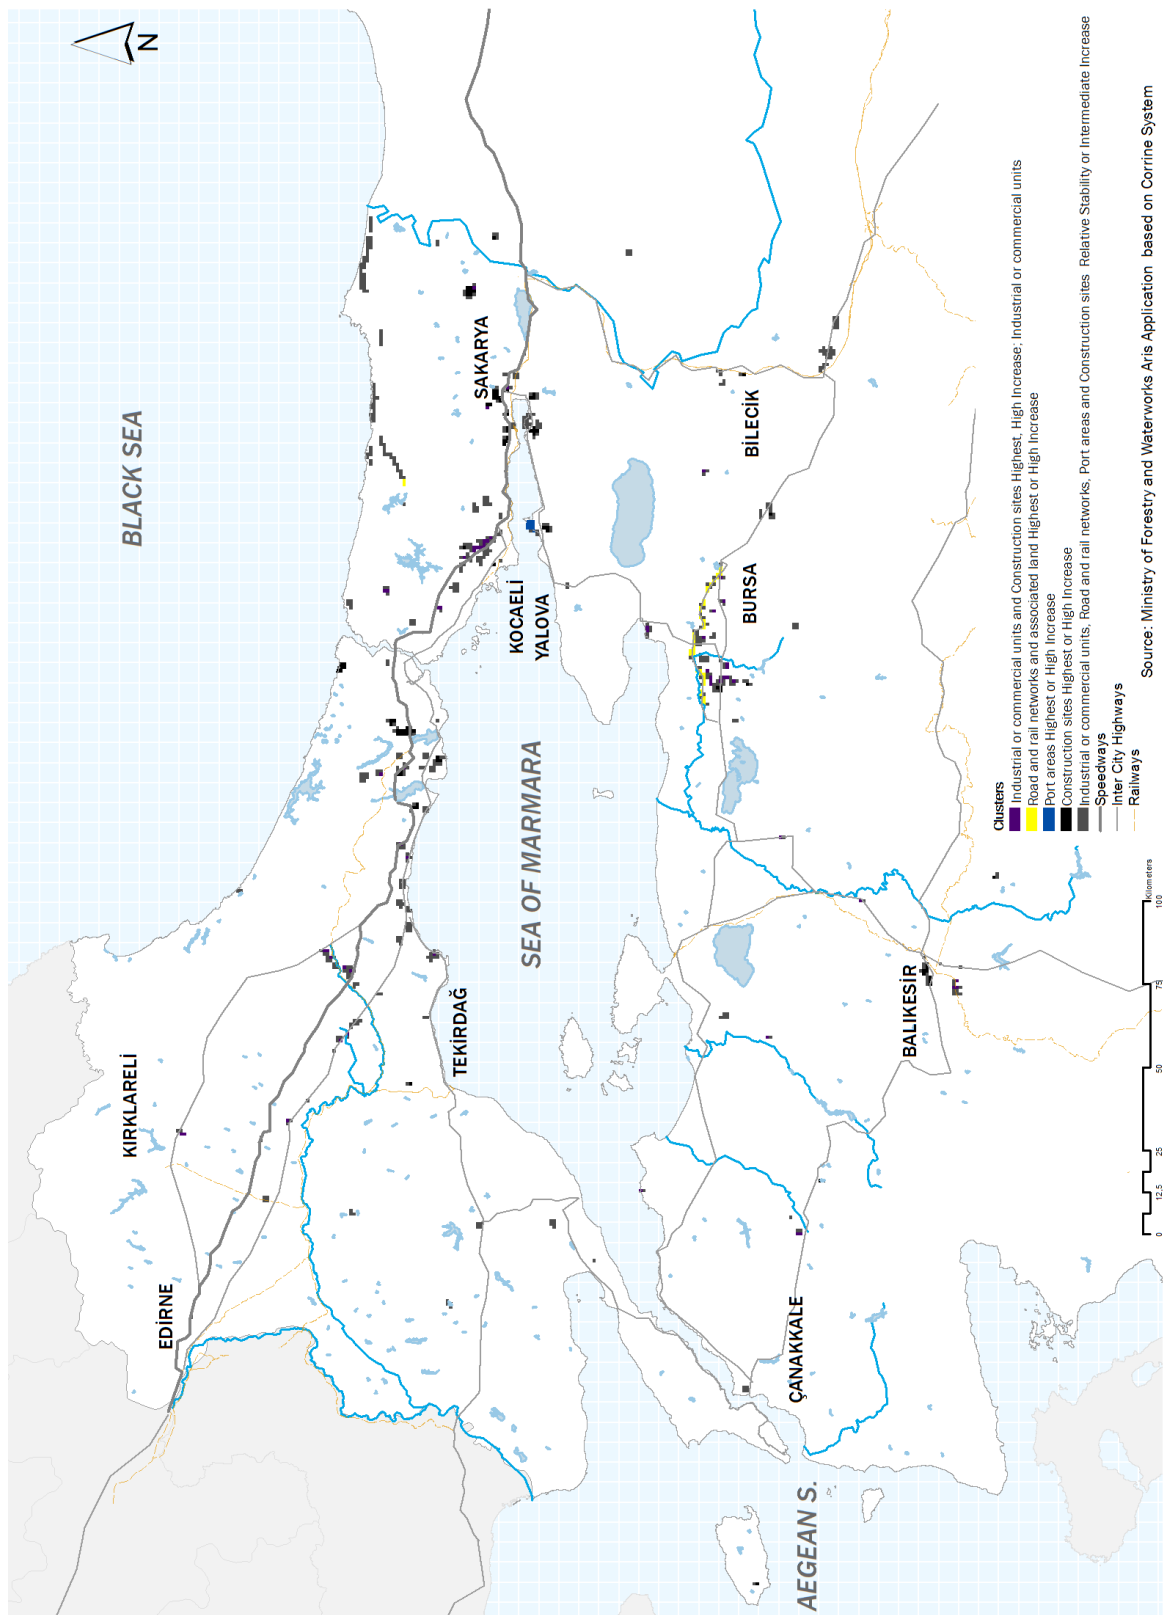 N
BLACK SEA
KIRKLARELİ
EDİRNE
SAKARYA
TEKİRDAĞ
KOCAELİ
YALOVA
SEA OF MARMARA
BİLECİK
BURSA
ÇANAKKALE
BALIKESİR
AEGEAN S.
Clusters
Industrial or commercial units and Construction sites Highest, High Increase; Industrial or commercial units
Road and rail networks and associated land Highest or High Increase
Port areas Highest or High Increase
Construction sites Highest or High Increase
Industrial or commercial units, Road and rail networks, Port areas and Construction sites Relative Stability or Intermediate Increase
Speedways
Inter City Highways
Railways
Kilometers
0 12,5 25 50 75 100
Source: Ministry of Forestry and Waterworks Aris Application based on Corrine System